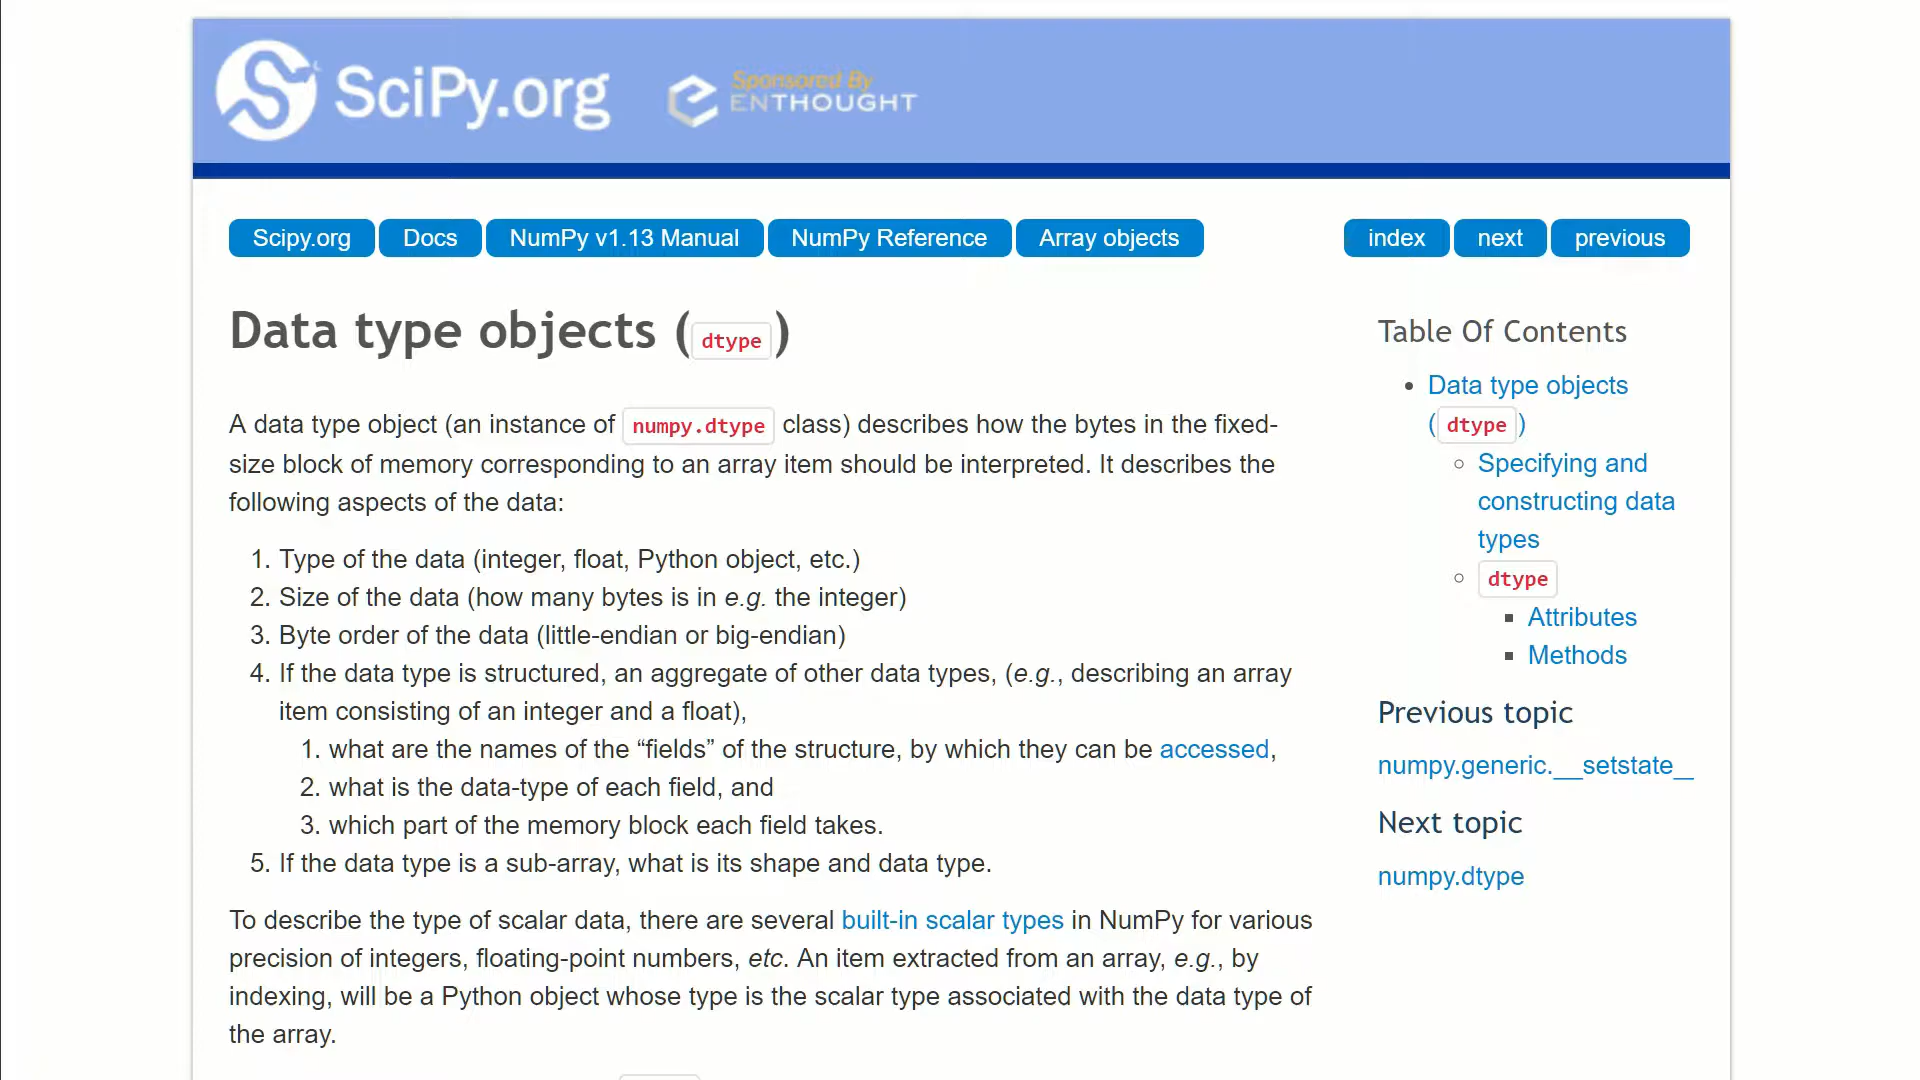 SciPy.org
Sponsored By
ENTHOUGHT
Scipy.org Docs NumPy v1.13 Manual NumPy Reference Array objects index next previous
Data type objects (dtype)
A data type object (an instance of numpy.dtype class) describes how the bytes in the fixed-
size block of memory corresponding to an array item should be interpreted. It describes the
following aspects of the data:
1. Type of the data (integer, float, Python object, etc.)
2. Size of the data (how many bytes is in e.g. the integer)
3. Byte order of the data (little-endian or big-endian)
4. If the data type is structured, an aggregate of other data types, (e.g., describing an array
item consisting of an integer and a float),
1. what are the names of the “fields” of the structure, by which they can be accessed,
2. what is the data-type of each field, and
3. which part of the memory block each field takes.
5. If the data type is a sub-array, what is its shape and data type.
To describe the type of scalar data, there are several built-in scalar types in NumPy for various
precision of integers, floating-point numbers, etc. An item extracted from an array, e.g., by
indexing, will be a Python object whose type is the scalar type associated with the data type of
the array.
Table Of Contents
Data type objects
(dtype)
Specifying and
constructing data
types
dtype
Attributes
Methods
Previous topic
numpy.generic.__setstate__
Next topic
numpy.dtype